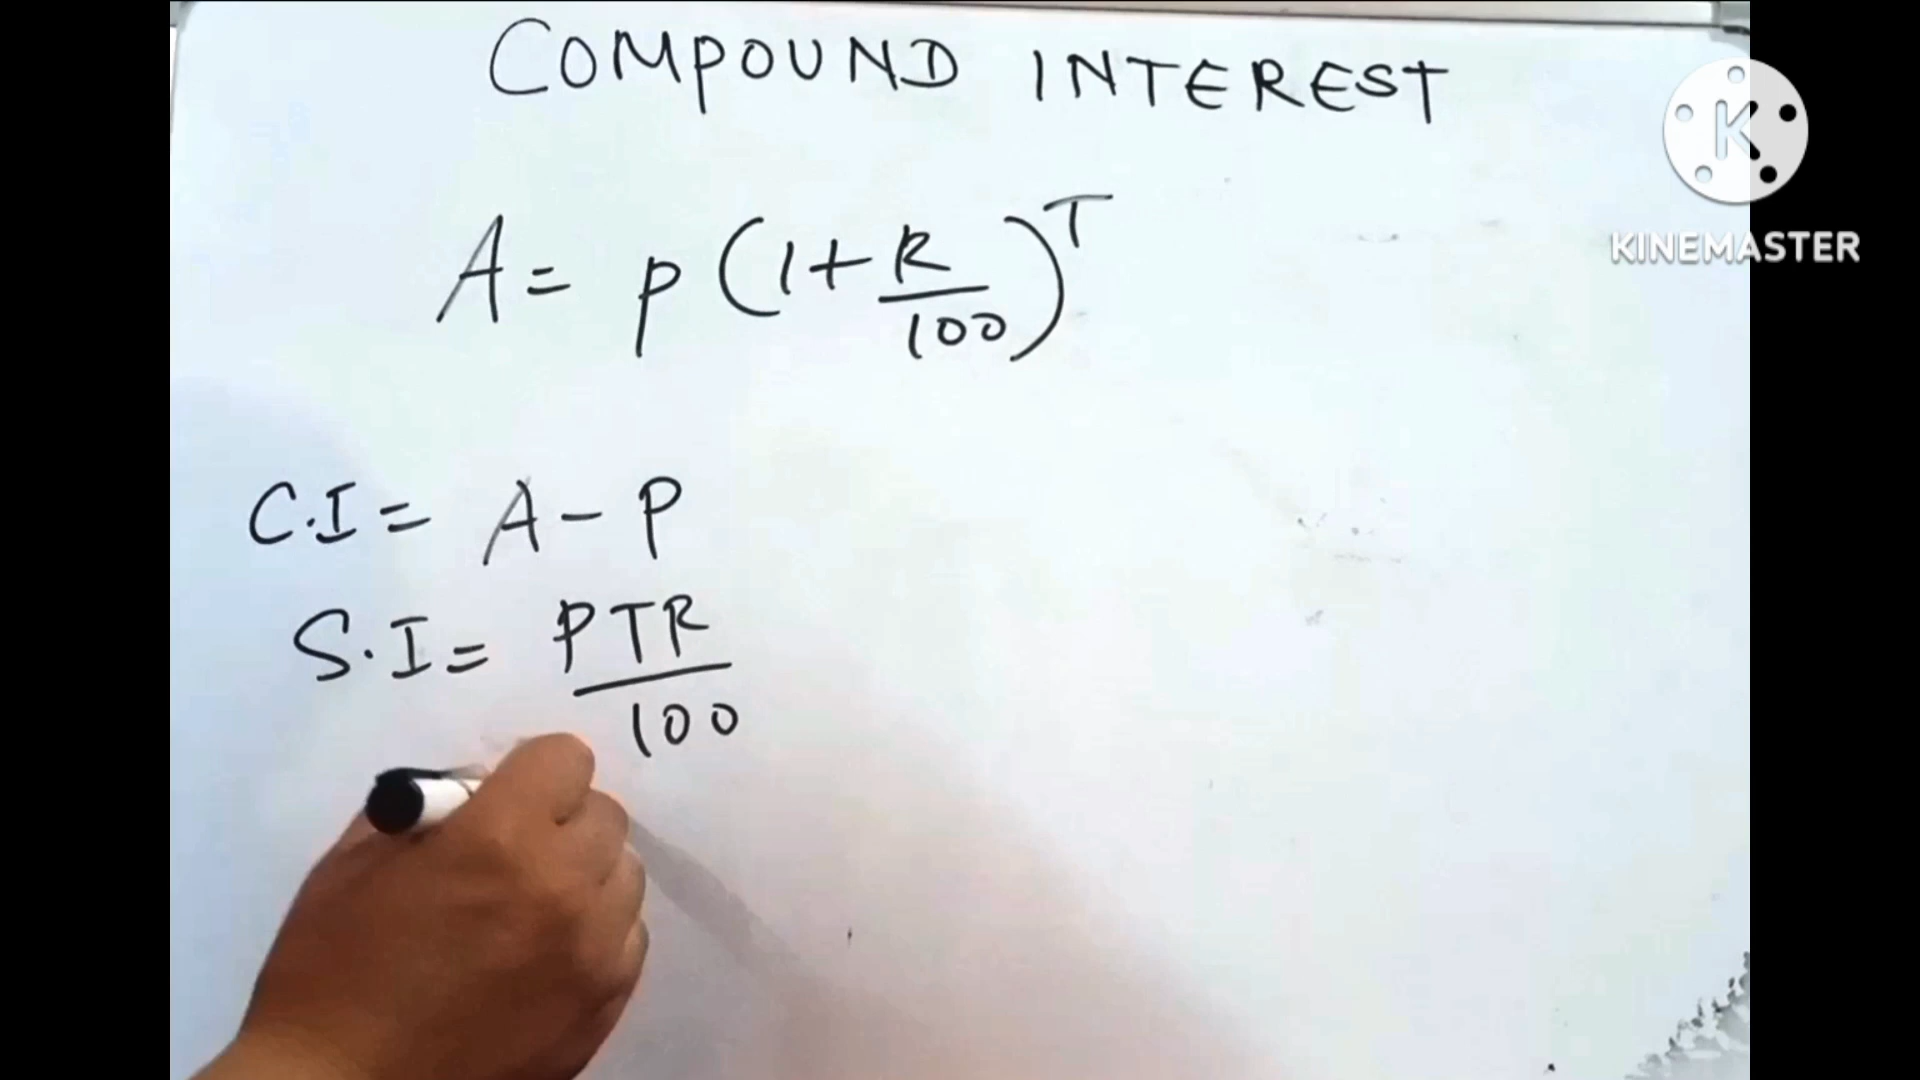 COMPOUND INTEREST
A = P (1 + R/100)^T
C.I = A - P
S.I = PTR/100
K
KINEMASTER